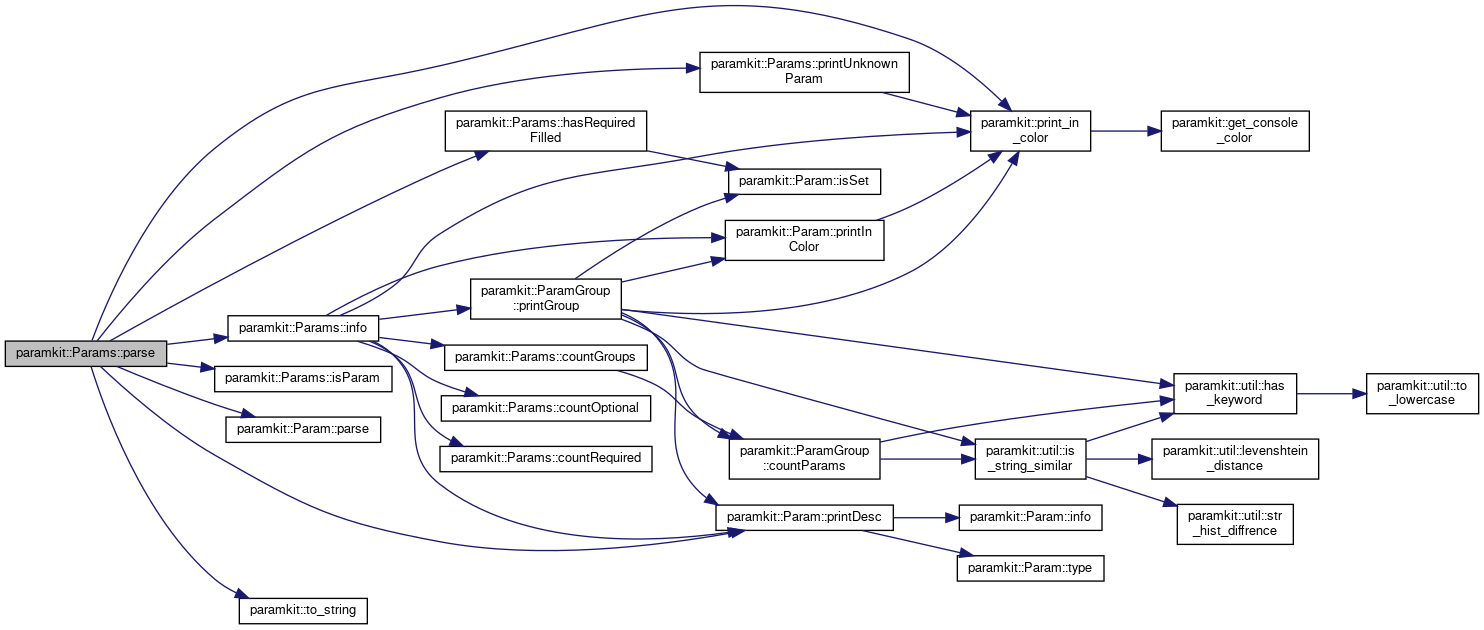 paramkit::Params::printUnknown
Param
paramkit::Params::hasRequired
Filled
paramkit::print_in
_color
paramkit::get_console
_color
paramkit::Param::isSet
paramkit::Param::printIn
Color
paramkit::ParamGroup
::printGroup
paramkit::Params::info
paramkit::Params::parse
paramkit::Params::countGroups
paramkit::Params::isParam
paramkit::util::has
_keyword
paramkit::util::to
_lowercase
paramkit::Params::countOptional
paramkit::Param::parse
paramkit::Params::countRequired
paramkit::ParamGroup
::countParams
paramkit::util::is
_string_similar
paramkit::util::levenshtein
_distance
paramkit::Param::printDesc
paramkit::Param::info
paramkit::util::str
_hist_diffrence
paramkit::Param::type
paramkit::to_string